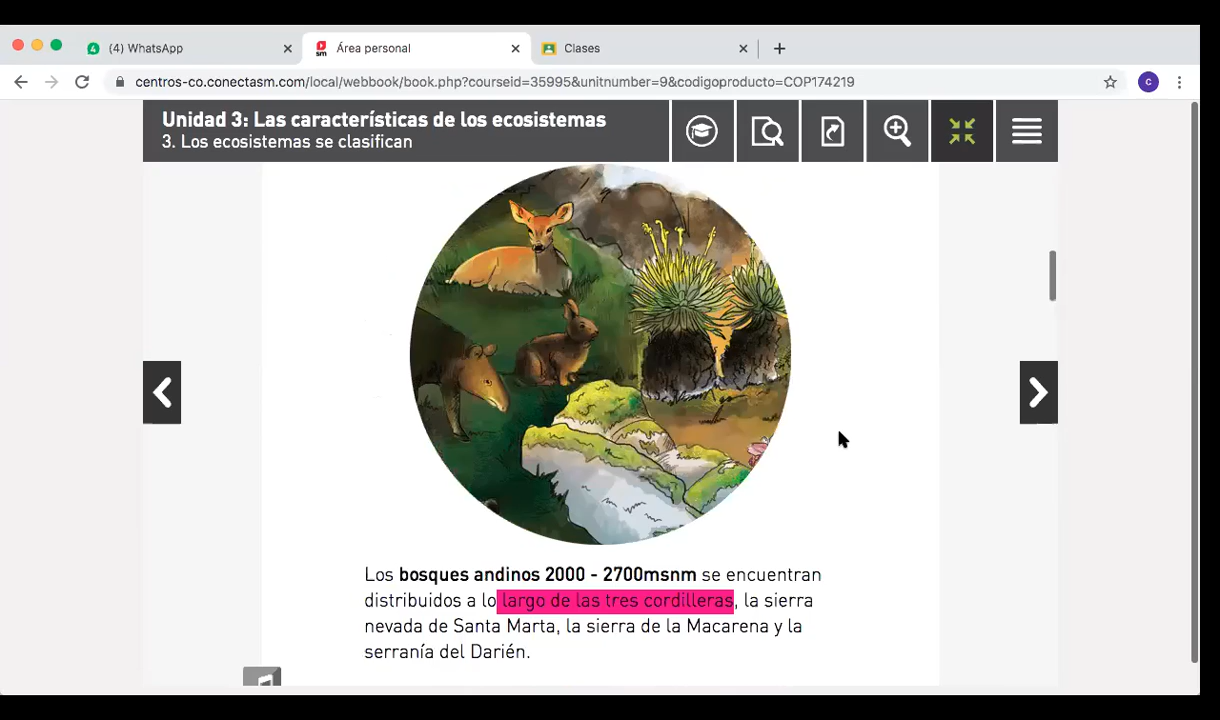 (4) WhatsApp
Área personal
Clases
centros-co.conectasm.com/local/webbook/book.php?courseid=35995&unitnumber=9&codigoproducto=COP174219
Unidad 3: Las características de los ecosistemas
3. Los ecosistemas se clasifican
Los bosques andinos 2000 - 2700msnm se encuentran
distribuidos a lo largo de las tres cordilleras, la sierra
nevada de Santa Marta, la sierra de la Macarena y la
serranía del Darién.